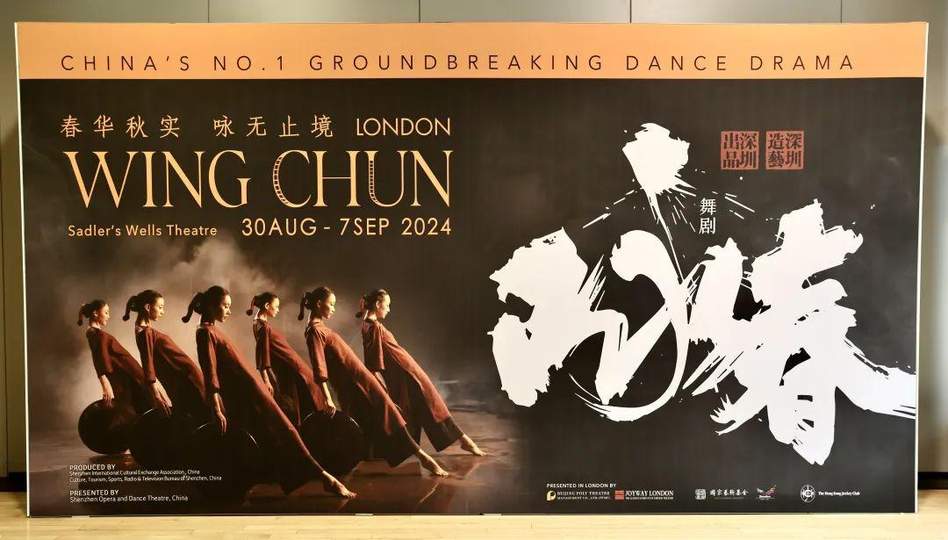 CHINA'S NO.1 GROUNDBREAKING DANCE DRAMA
春华秋实 咏无止境 LONDON
WING CHUN
Sadler's Wells Theatre 30AUG - 7SEP 2024
深圳出品
深圳造藝
舞剧
咏春
PRODUCED BY
Shenzhen International Cultural Exchange Association, China
Culture, Tourism, Sports, Radio & Television Bureau of Shenzhen, China
PRESENTED BY
Shenzhen Opera and Dance Theatre, China
PRESENTED IN LONDON BY
BEIJING POLY THEATRE
JOYWAY LONDON
國家藝術基金
The Hong Kong Jockey Club